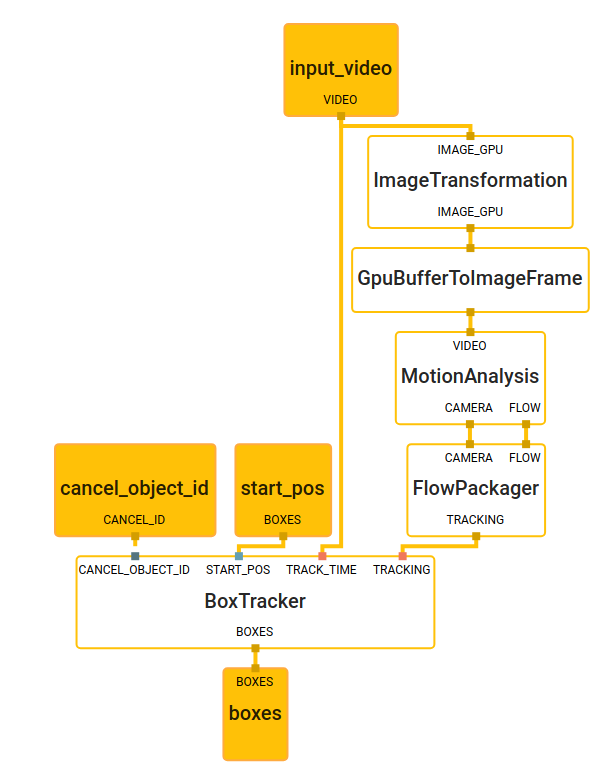 input_video
VIDEO
IMAGE_GPU
ImageTransformation
IMAGE_GPU
GpuBufferToImageFrame
VIDEO
MotionAnalysis
CAMERA FLOW
CAMERA FLOW
cancel_object_id start_pos FlowPackager
CANCEL_ID BOXES TRACKING
CANCEL_OBJECT_ID START_POS TRACK_TIME TRACKING
BoxTracker
BOXES
BOXES
boxes